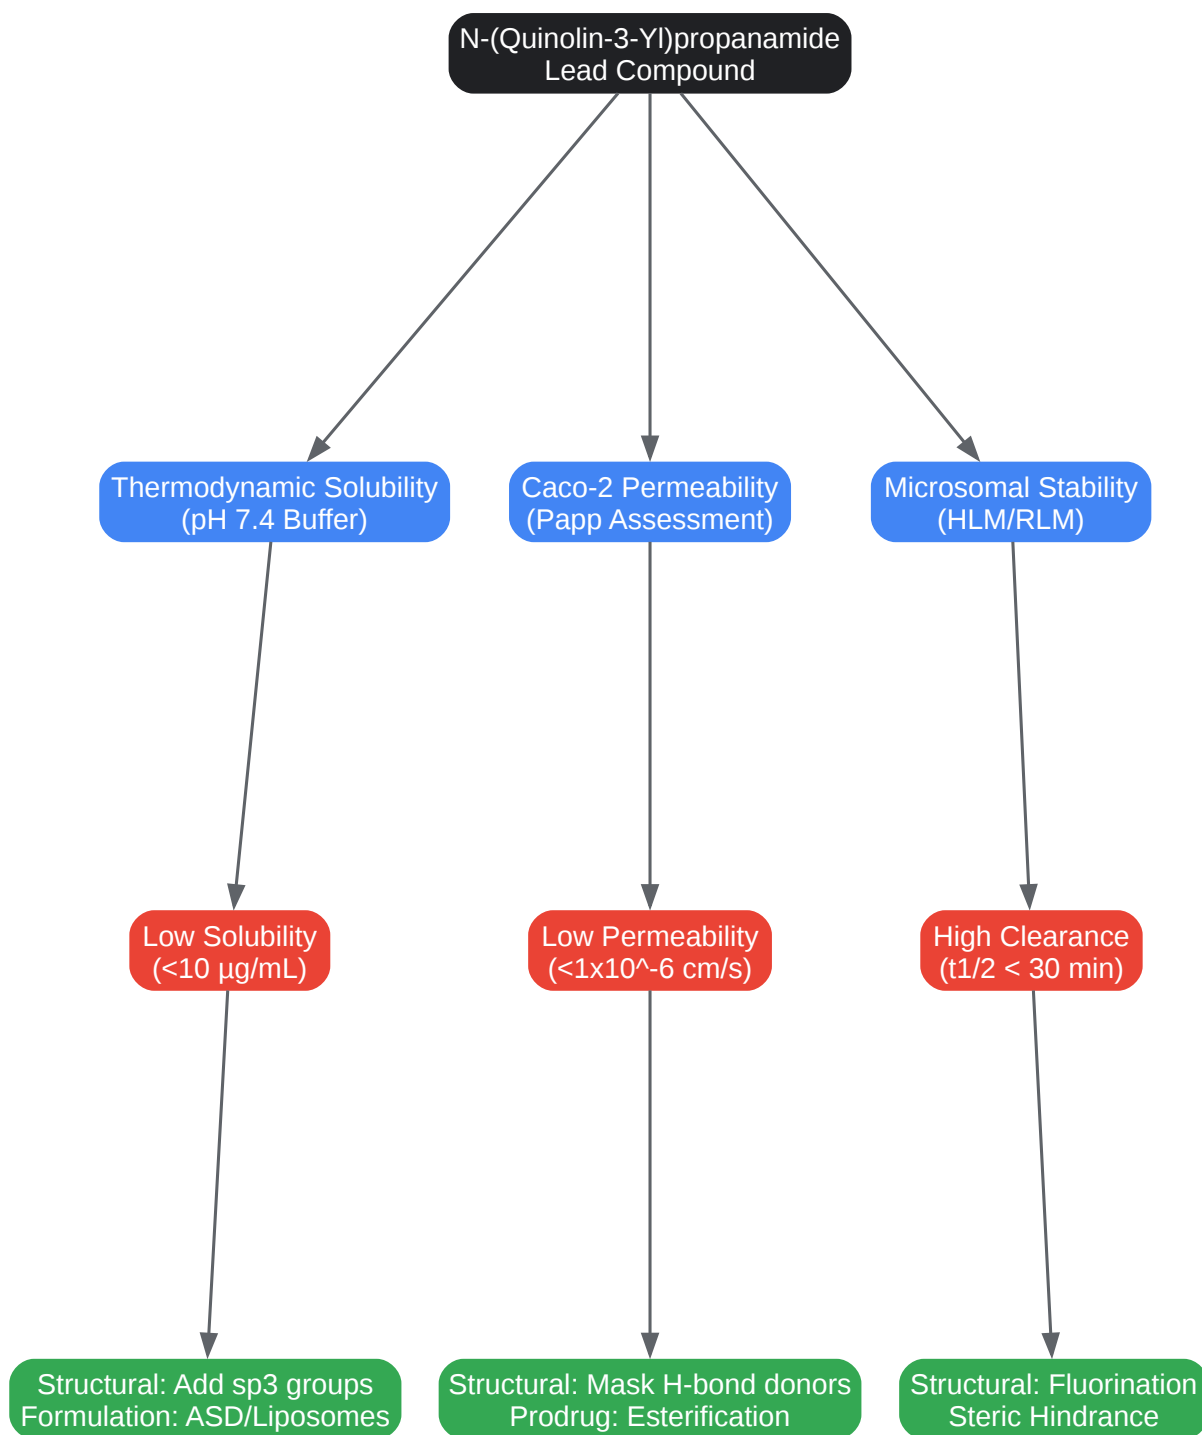 N-(Quinolin-3-Yl)propanamide
Lead Compound
Thermodynamic Solubility
(pH 7.4 Buffer)
Caco-2 Permeability
(Papp Assessment)
Microsomal Stability
(HLM/RLM)
Low Solubility
(<10 µg/mL)
Low Permeability
(<1x10^-6 cm/s)
High Clearance
(t1/2 < 30 min)
Structural: Add sp3 groups
Formulation: ASD/Liposomes
Structural: Mask H-bond donors
Prodrug: Esterification
Structural: Fluorination
Steric Hindrance